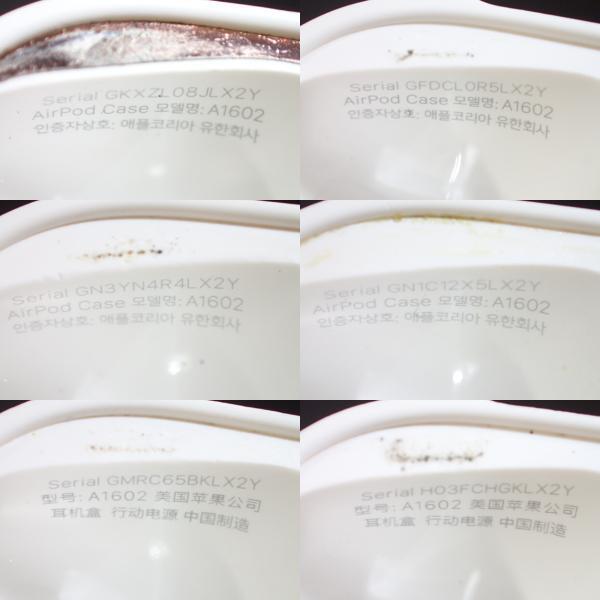 Serial GKXZL08JLX2Y
AirPod Case 모델명: A1602
인증자상호: 애플코리아 유한회사
Serial GFDCL0R5LX2Y
AirPod Case 모델명: A1602
인증자상호: 애플코리아 유한회사
Serial GN3YN4R4LX2Y
AirPod Case 모델명: A1602
인증자상호: 애플코리아 유한회사
Serial GN1C12X5LX2Y
AirPod Case 모델명: A1602
인증자상호: 애플코리아 유한회사
Serial GMRC65BKLX2Y
型号: A1602 美国苹果公司
耳机盒 行动电源 中国制造
Serial H03FCHGKLX2Y
型号: A1602 美国苹果公司
耳机盒 行动电源 中国制造